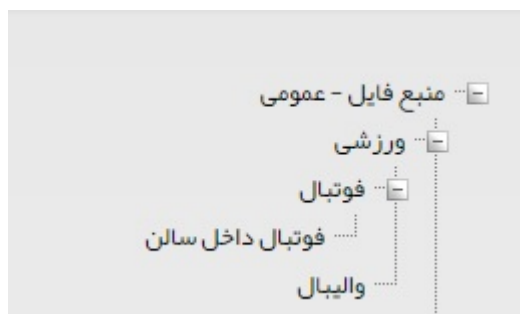 منبع فایل - عمومی
ورزشی
فوتبال
فوتبال داخل سالن
والیبال